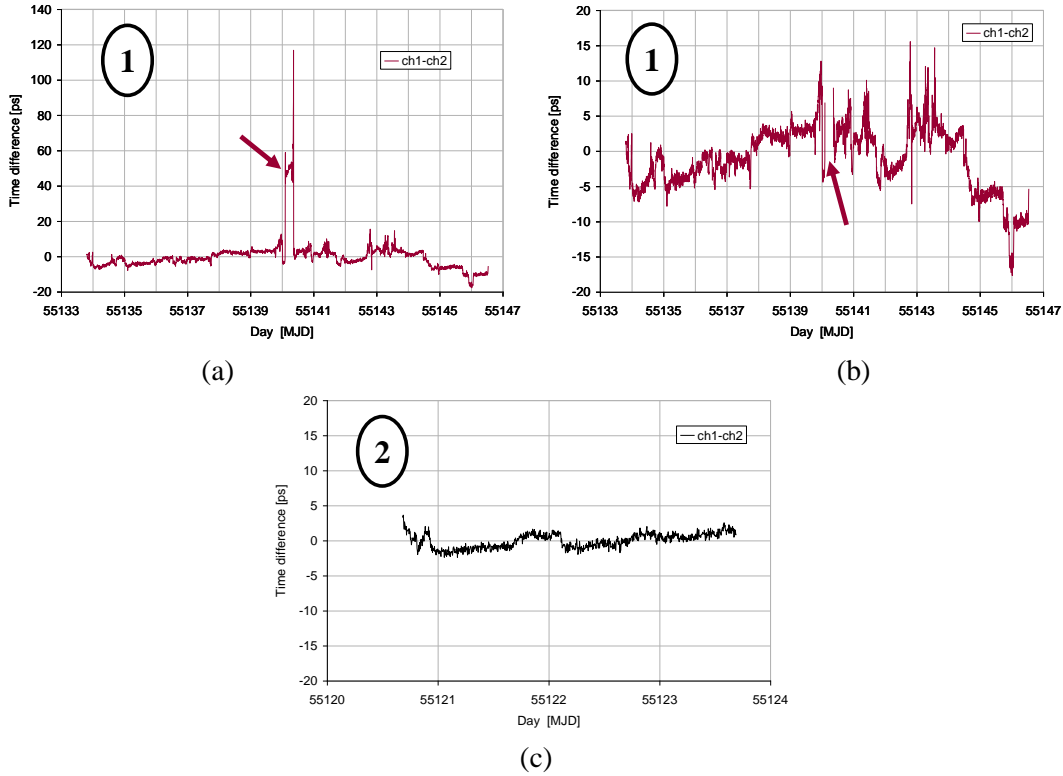 1
ch1-ch2
Time difference [ps]
140
120
100
80
60
40
20
0
-20
55133 55135 55137 55139 55141 55143 55145 55147
Day [MJD]
(a)
1
ch1-ch2
Time difference [ps]
20
15
10
5
0
-5
-10
-15
-20
55133 55135 55137 55139 55141 55143 55145 55147
Day [MJD]
(b)
2
ch1-ch2
Time difference [ps]
20
15
10
5
0
-5
-10
-15
-20
55120 55121 55122 55123 55124
Day [MJD]
(c)